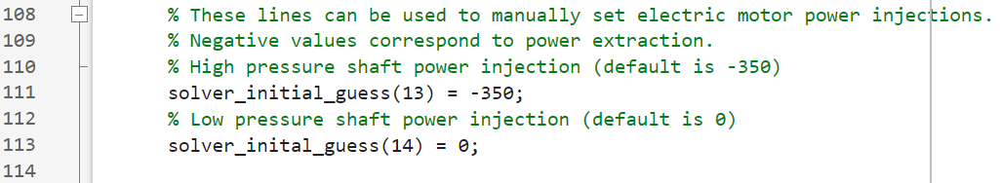 108 % These lines can be used to manually set electric motor power injections.
109 % Negative values correspond to power extraction.
110 % High pressure shaft power injection (default is -350)
111 solver_initial_guess(13) = -350;
112 % Low pressure shaft power injection (default is 0)
113 solver_inital_guess(14) = 0;
114